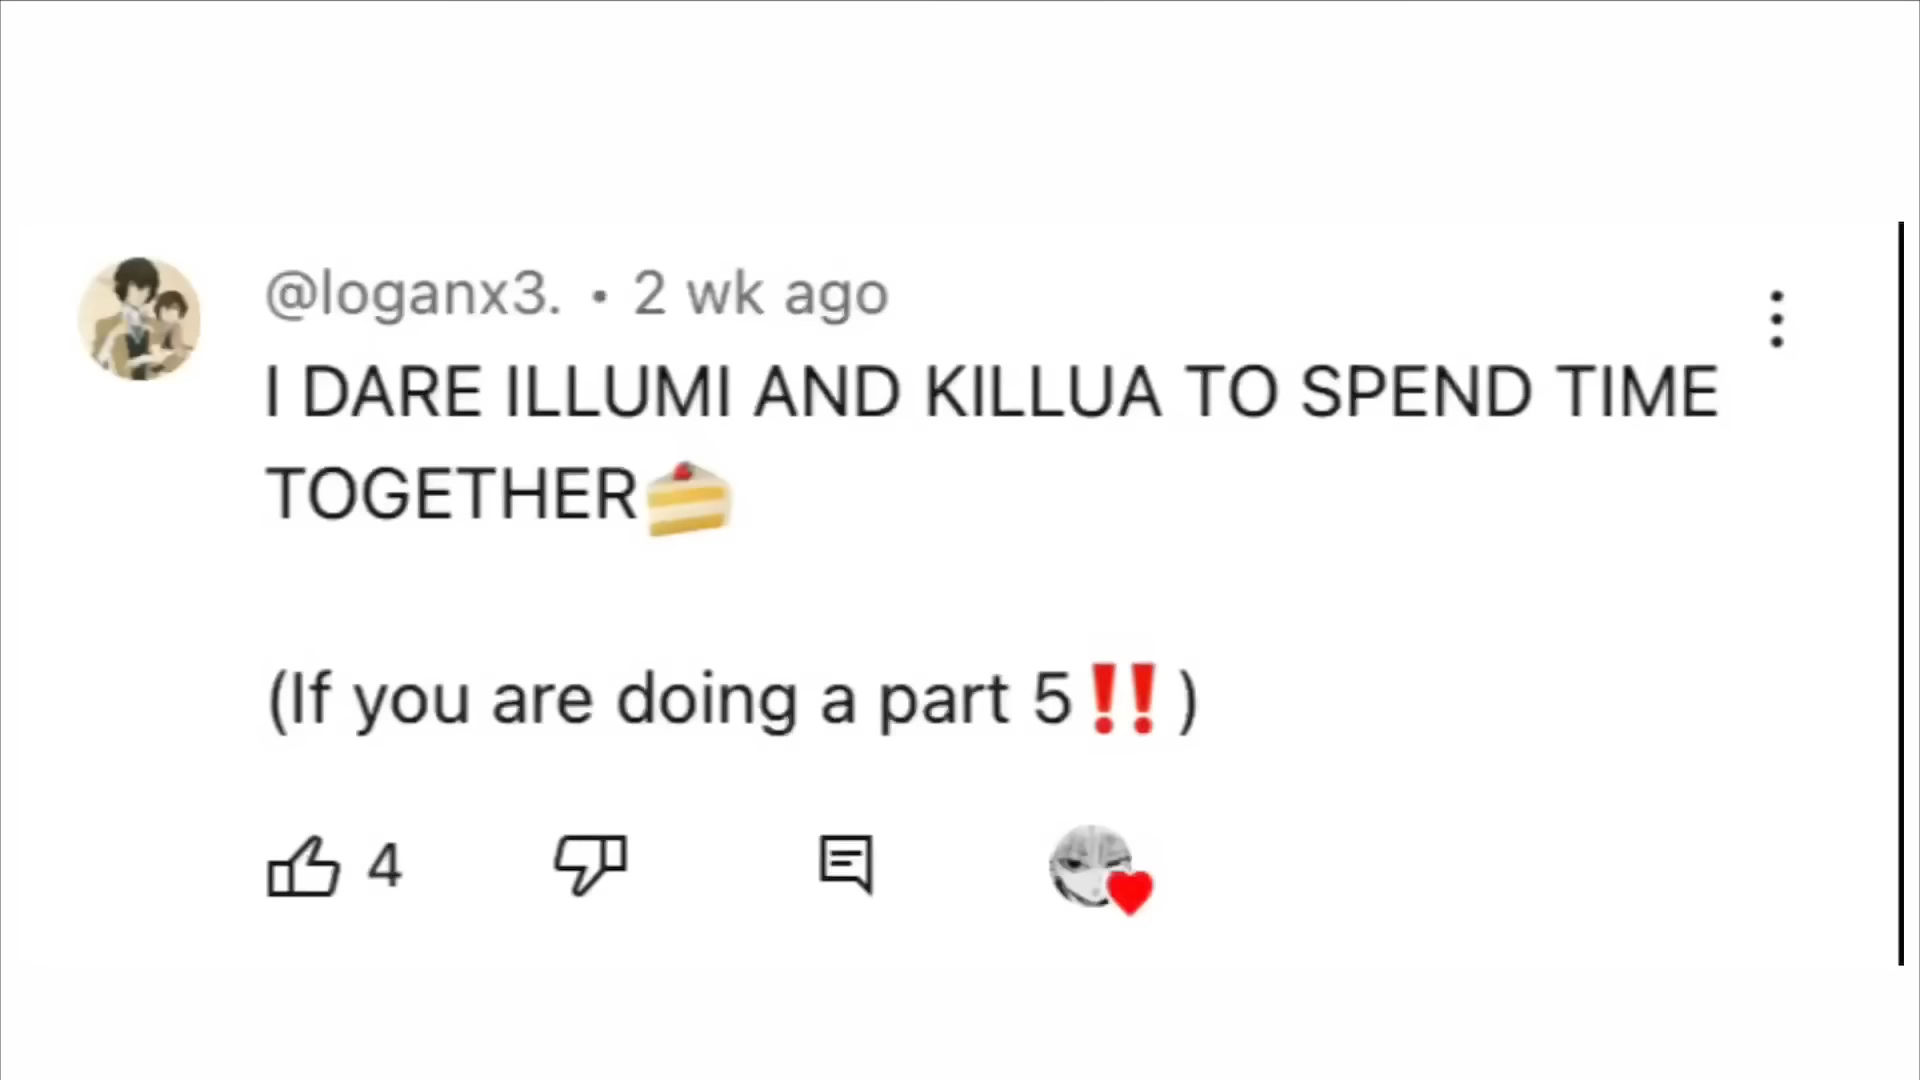 @loganx3. • 2 wk ago
I DARE ILLUMI AND KILLUA TO SPEND TIME
TOGETHER🍰
(If you are doing a part 5‼️)
4